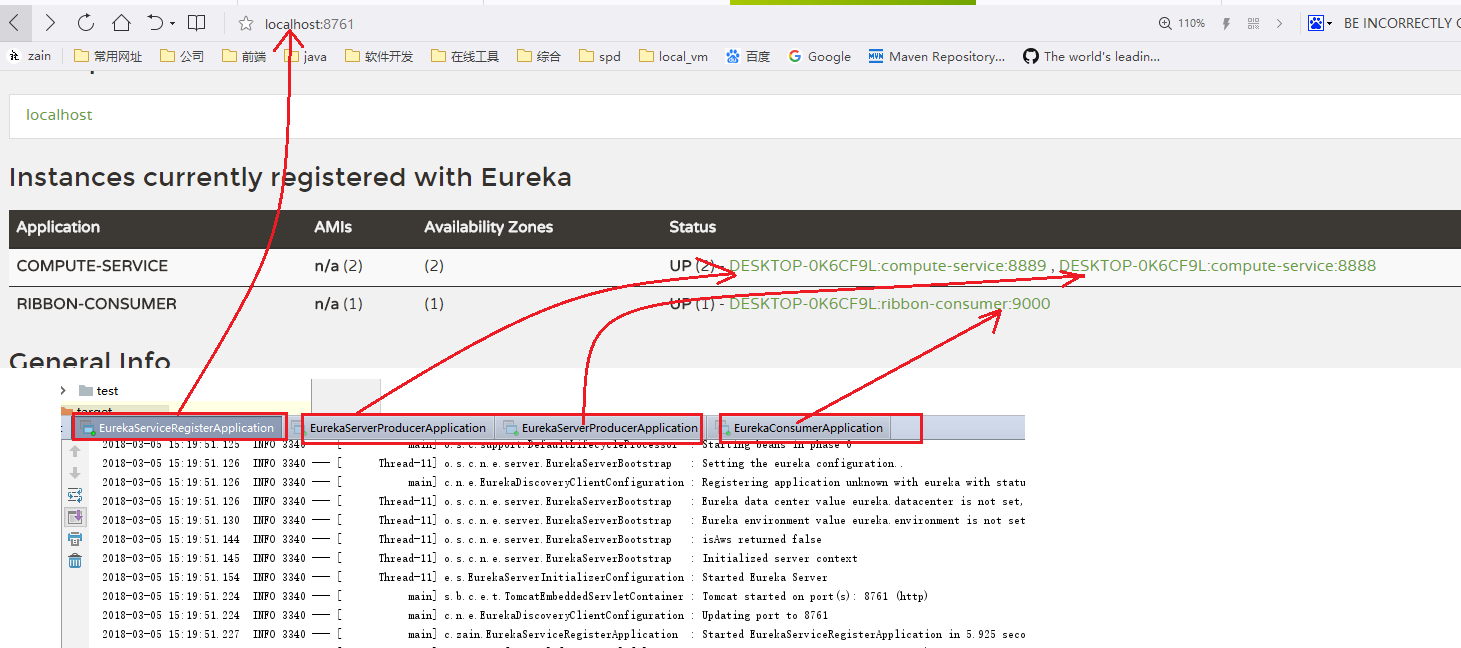 localhost:8761 110% BE INCORRECTLY
zain 常用网址 公司 前端 java 软件开发 在线工具 综合 spd local_vm 百度 Google Maven Repository... The world's leadin...
localhost
Instances currently registered with Eureka
Application AMIs Availability Zones Status
COMPUTE-SERVICE n/a (2) (2) UP (2) - DESKTOP-0K6CF9L:compute-service:8889 , DESKTOP-0K6CF9L:compute-service:8888
RIBBON-CONSUMER n/a (1) (1) UP (1) - DESKTOP-0K6CF9L:ribbon-consumer:9000
General Info
test
target
EurekaServiceRegisterApplication EurekaServerProducerApplication EurekaServerProducerApplication EurekaConsumerApplication
2018-03-05 15:19:51.125 INFO 3340 --- [ main] o.s.c.support.DefaultLifecycleProcessor : Starting beans in phase 0
2018-03-05 15:19:51.126 INFO 3340 --- [ Thread-11] o.s.c.n.e.server.EurekaServerBootstrap : Setting the eureka configuration..
2018-03-05 15:19:51.126 INFO 3340 --- [ main] c.n.e.EurekaDiscoveryClientConfiguration : Registering application unknown with eureka with statu
2018-03-05 15:19:51.126 INFO 3340 --- [ Thread-11] o.s.c.n.e.server.EurekaServerBootstrap : Eureka data center value eureka.datacenter is not set,
2018-03-05 15:19:51.130 INFO 3340 --- [ Thread-11] o.s.c.n.e.server.EurekaServerBootstrap : Eureka environment value eureka.environment is not set
2018-03-05 15:19:51.144 INFO 3340 --- [ Thread-11] o.s.c.n.e.server.EurekaServerBootstrap : isAws returned false
2018-03-05 15:19:51.145 INFO 3340 --- [ Thread-11] o.s.c.n.e.server.EurekaServerBootstrap : Initialized server context
2018-03-05 15:19:51.154 INFO 3340 --- [ Thread-11] e.s.EurekaServerInitializerConfiguration : Started Eureka Server
2018-03-05 15:19:51.224 INFO 3340 --- [ main] s.b.c.e.t.TomcatEmbeddedServletContainer : Tomcat started on port(s): 8761 (http)
2018-03-05 15:19:51.224 INFO 3340 --- [ main] c.n.e.EurekaDiscoveryClientConfiguration : Updating port to 8761
2018-03-05 15:19:51.227 INFO 3340 --- [ main] c.zain.EurekaServiceRegisterApplication : Started EurekaServiceRegisterApplication in 5.925 seco